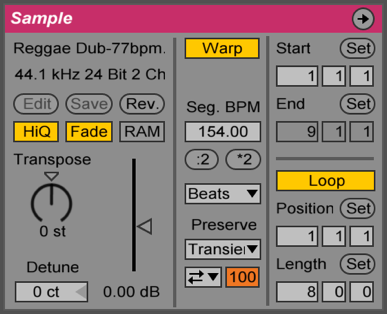 Sample
Reggae Dub-77bpm.
44.1 kHz 24 Bit 2 Ch
Edit Save Rev.
HiQ Fade RAM
Transpose
0 st
Detune
0 ct 0.00 dB
Warp
Seg. BPM
154.00
:2 *2
Beats
Preserve
Transien
100
Start Set
1 1 1
End Set
9 1 1
Loop
Position Set
1 1 1
Length Set
8 0 0